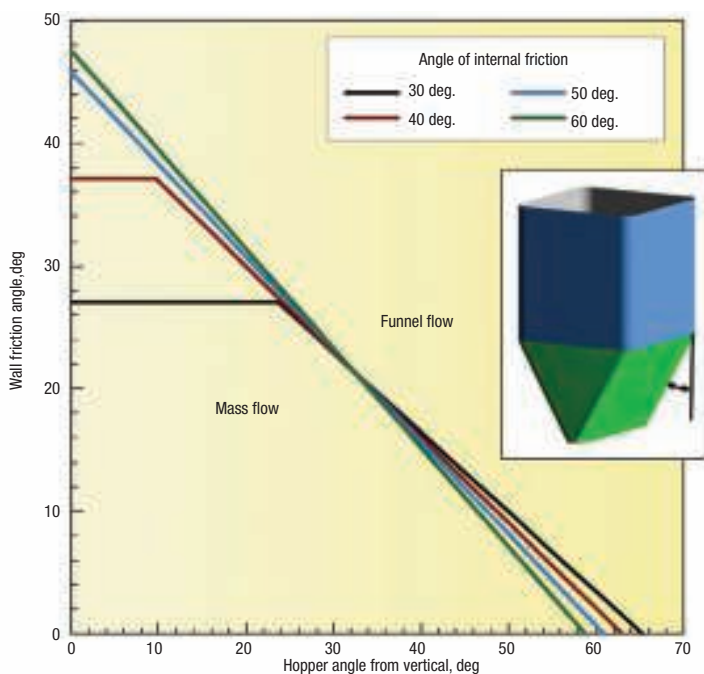 Angle of internal friction
30 deg.
50 deg.
40 deg.
60 deg.
50
40
30
20
10
0
Wall friction angle,deg
Funnel flow
Mass flow
0
10
20
30
40
50
60
70
Hopper angle from vertical, deg